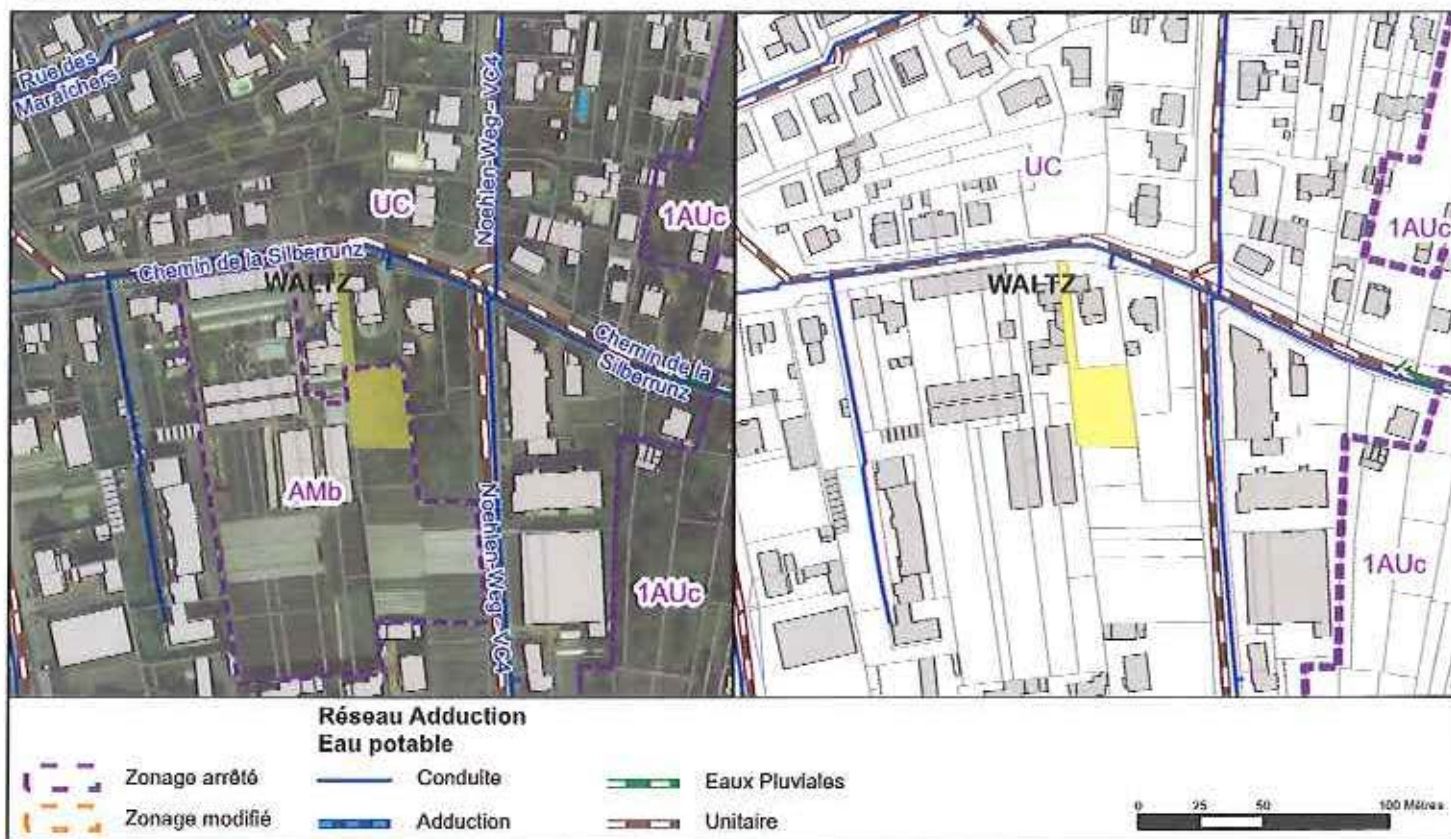 Rue des
Maraîchers
Noehlen-Weg - VC4
UC
1AUc
Chemin de la Silberrunz
WALTZ
Chemin de la
Silberrunz
AMb
Noehlen-Weg - VC4
1AUc
UC
1AUc
WALTZ
1AUc
Réseau Adduction
Eau potable
Zonage arrêté
Conduite
Eaux Pluviales
Zonage modifié
Adduction
Unitaire
0 25 50 100 Mètres